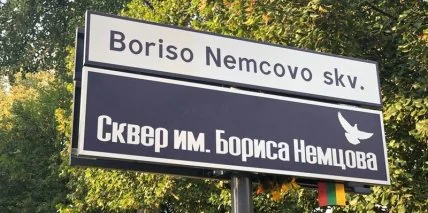 Boriso Nemcovo skv.
Сквер им. Бориса Немцова